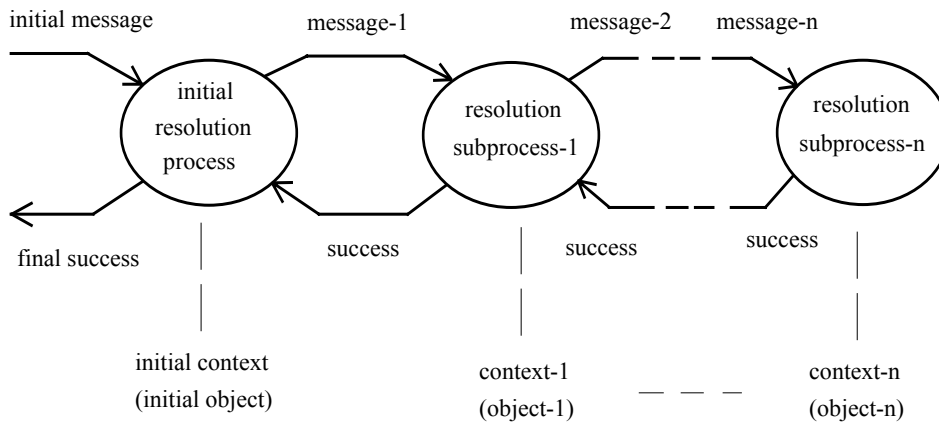 initial message
message-1
message-2
message-n
initial
resolution
process
resolution
subprocess-1
resolution
subprocess-n
final success
success
success
success
initial context
(initial object)
context-1
(object-1)
context-n
(object-n)